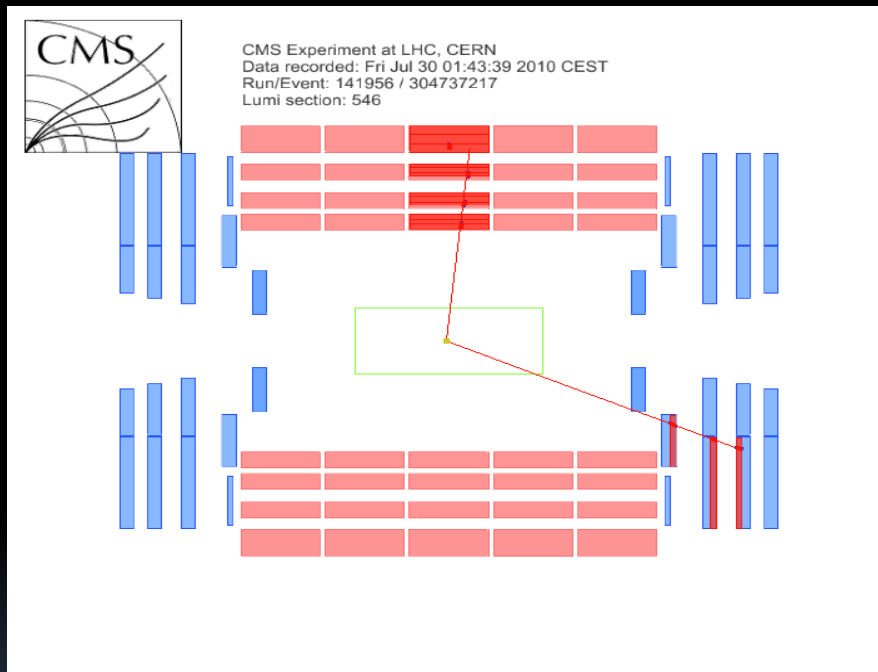 CMS
CMS Experiment at LHC, CERN
Data recorded: Fri Jul 30 01:43:39 2010 CEST
Run/Event: 141956 / 304737217
Lumi section: 546